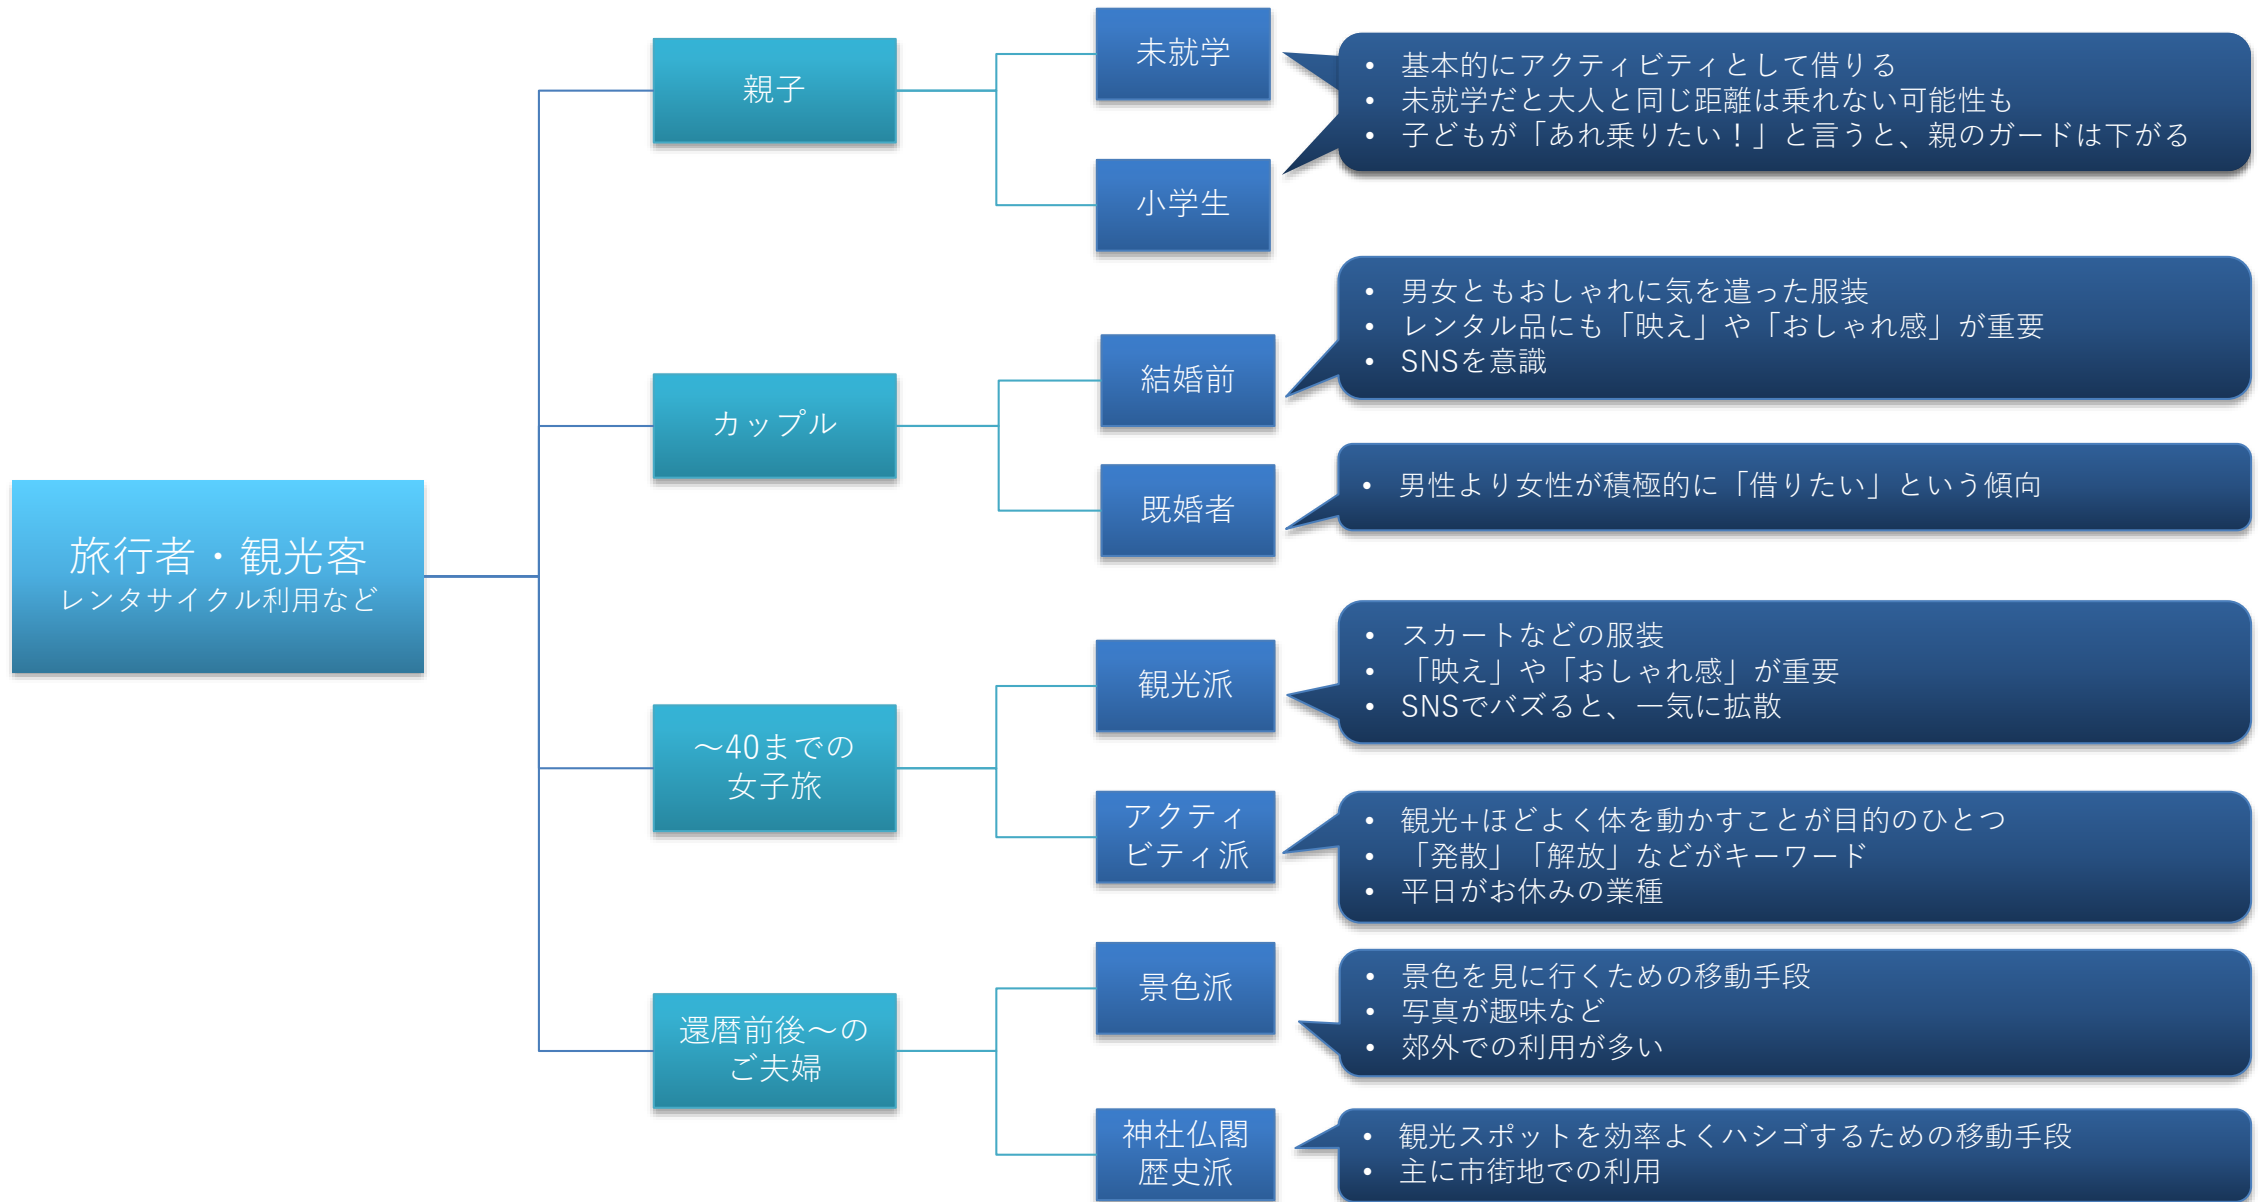 未就学
親子
• 基本的にアクティビティとして借りる
• 未就学だと大人と同じ距離は乗れない可能性も
• 子どもが「あれ乗りたい！」と言うと、親のガードは下がる
小学生
• 男女ともおしゃれに気を遣った服装
• レンタル品にも「映え」や「おしゃれ感」が重要
• SNSを意識
結婚前
カップル
既婚者
• 男性より女性が積極的に「借りたい」という傾向
旅行者・観光客
レンタサイクル利用など
• スカートなどの服装
• 「映え」や「おしゃれ感」が重要
• SNSでバズると、一気に拡散
観光派
～40までの
女子旅
アクティ
ビティ派
• 観光+ほどよく体を動かすことが目的のひとつ
• 「発散」「解放」などがキーワード
• 平日がお休みの業種
景色派
• 景色を見に行くための移動手段
• 写真が趣味など
• 郊外での利用が多い
還暦前後～の
ご夫婦
神社仏閣
歴史派
• 観光スポットを効率よくハシゴするための移動手段
• 主に市街地での利用